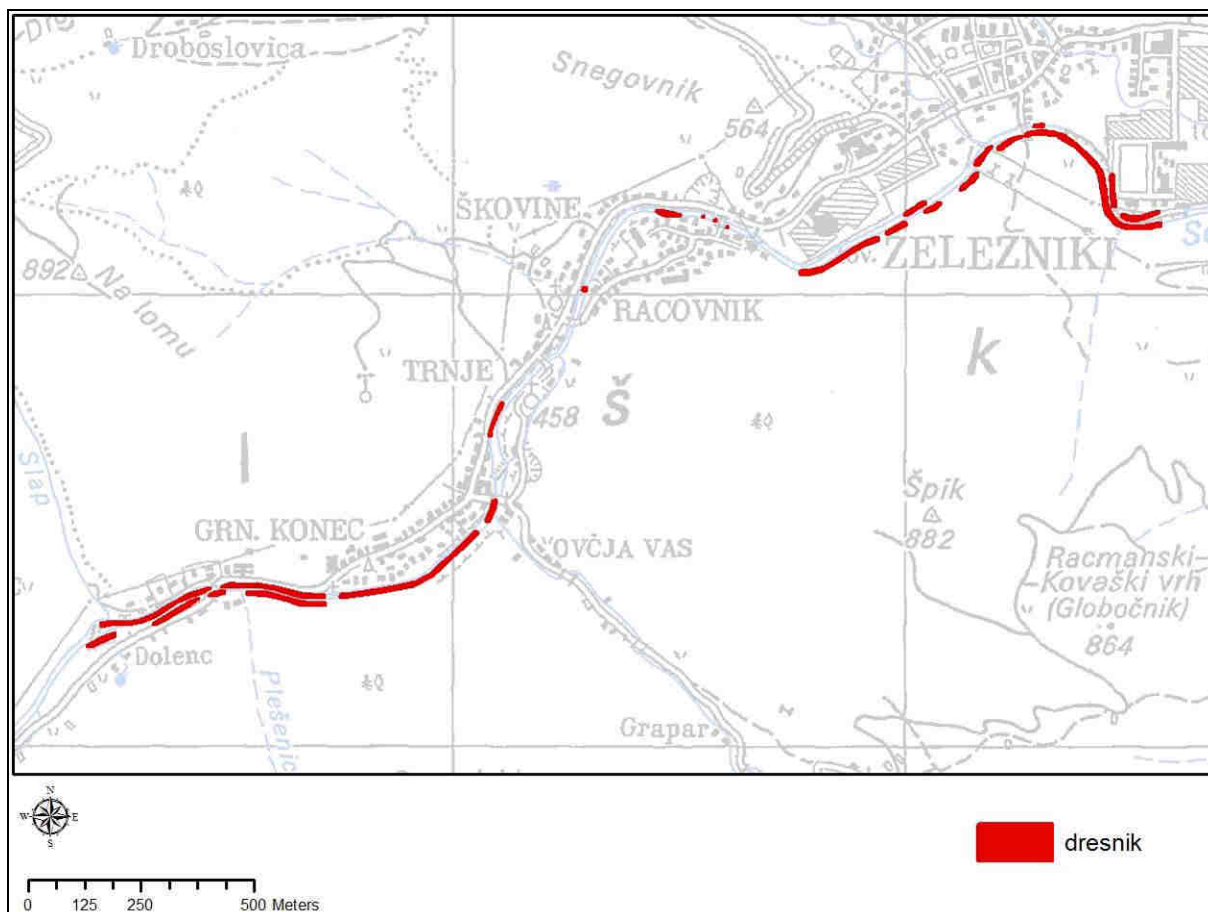 Droboslovica
Snegovnik
564
ŠKOVINE
892
Na lomu
ŽELEZNIKI
RACOVNIK
k
TRNJE
Š
458
Slap
GRN. KONEC
OVČJA VAS
Špik
882
Racmanski-
Kovaški vrh
(Globočnik)
864
Dolenc
Plešenic
Grapar
N
W
E
S
dresnik
0 125 250 500 Meters